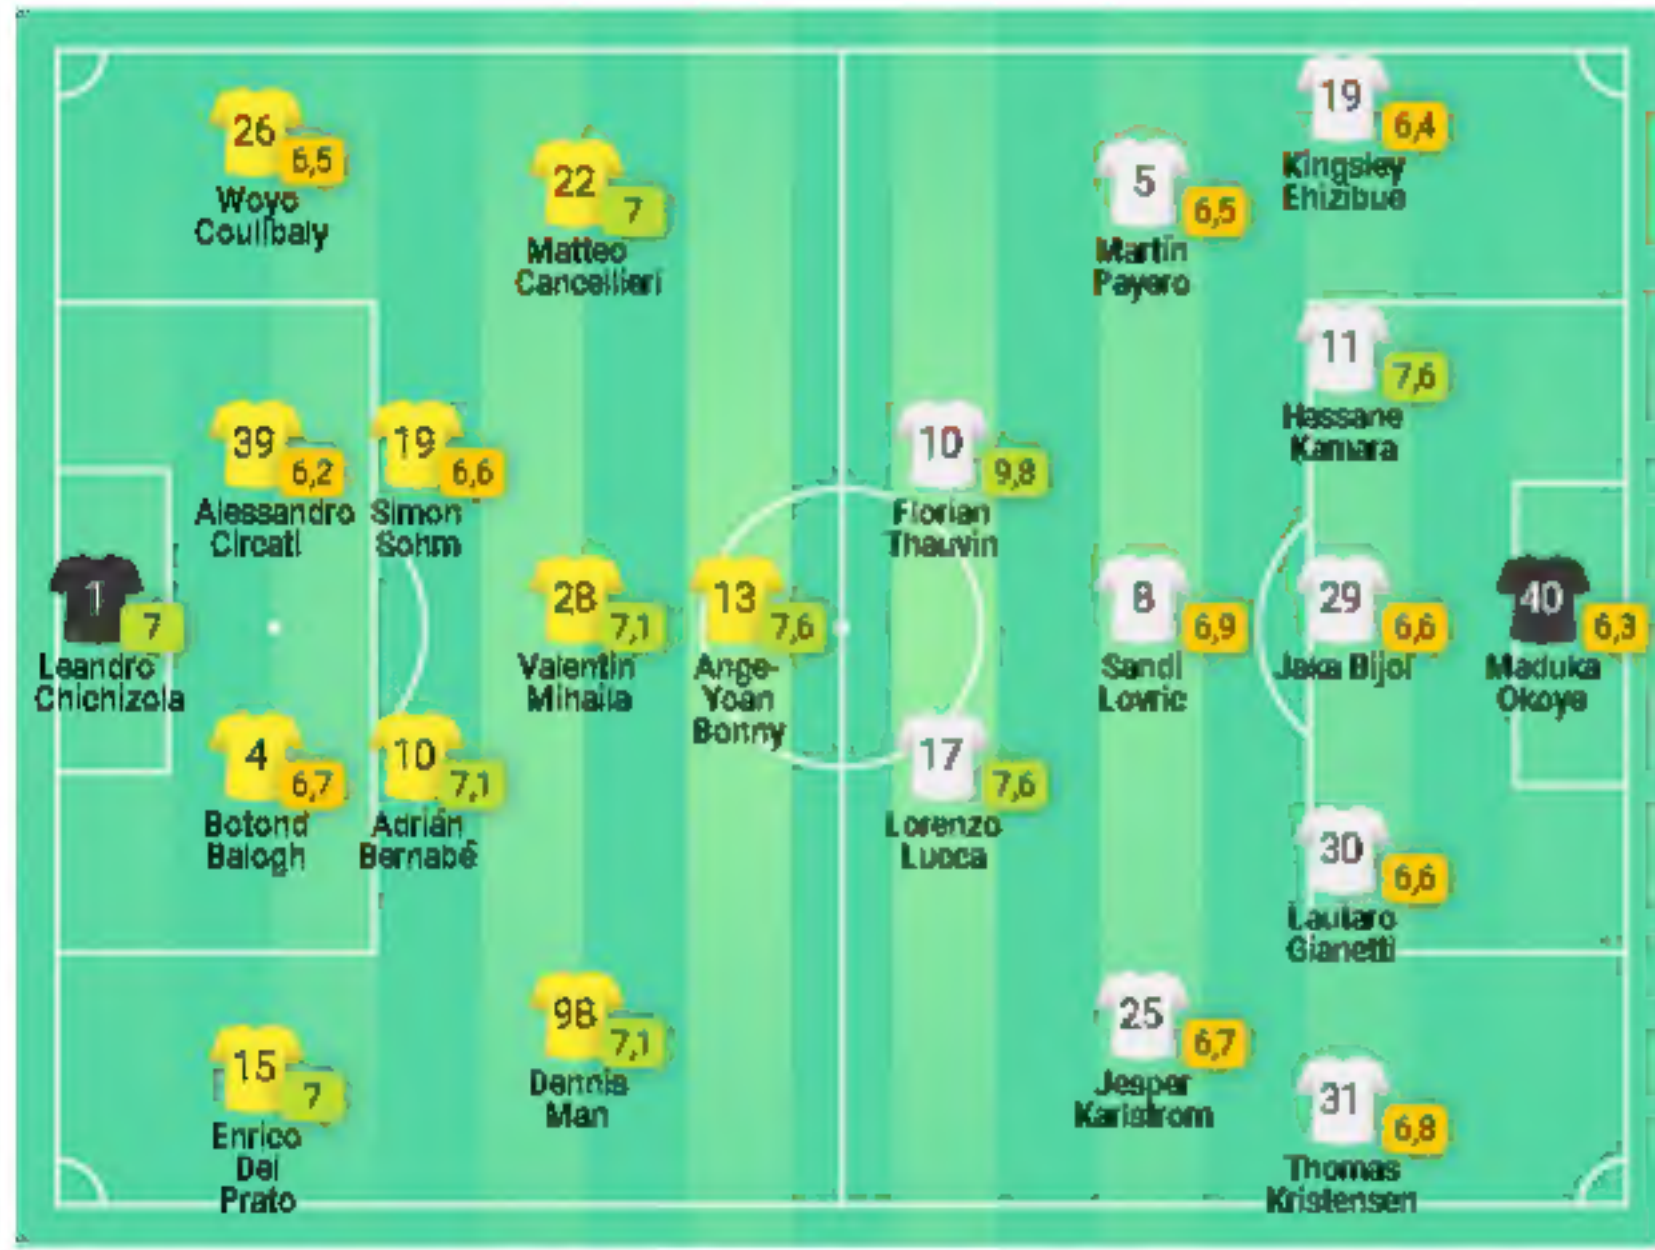 26
6,5
Woyo
Coulibaly
22
7
Matteo
Cancellieri
39
6,2
Alessandro
Circati
19
6,6
Simon
Sohm
1
7
Leandro
Chichizola
28
7,1
Valentin
Mihaila
13
7,6
Ange-
Yoan
Bonny
4
6,7
Botond
Balogh
10
7,1
Adrián
Bernabé
15
7
Enrico
Del
Prato
98
7,1
Dennis
Man
19
6,4
Kingsley
Ehizibue
5
6,5
Martín
Payero
11
7,6
Hassane
Kamara
10
9,8
Florian
Thauvin
8
6,9
Sandi
Lovric
29
6,6
Jaka Bijol
40
6,3
Maduka
Okoye
17
7,6
Lorenzo
Lucca
30
6,6
Lautaro
Gianetti
25
6,7
Jesper
Karlstrom
31
6,8
Thomas
Kristensen